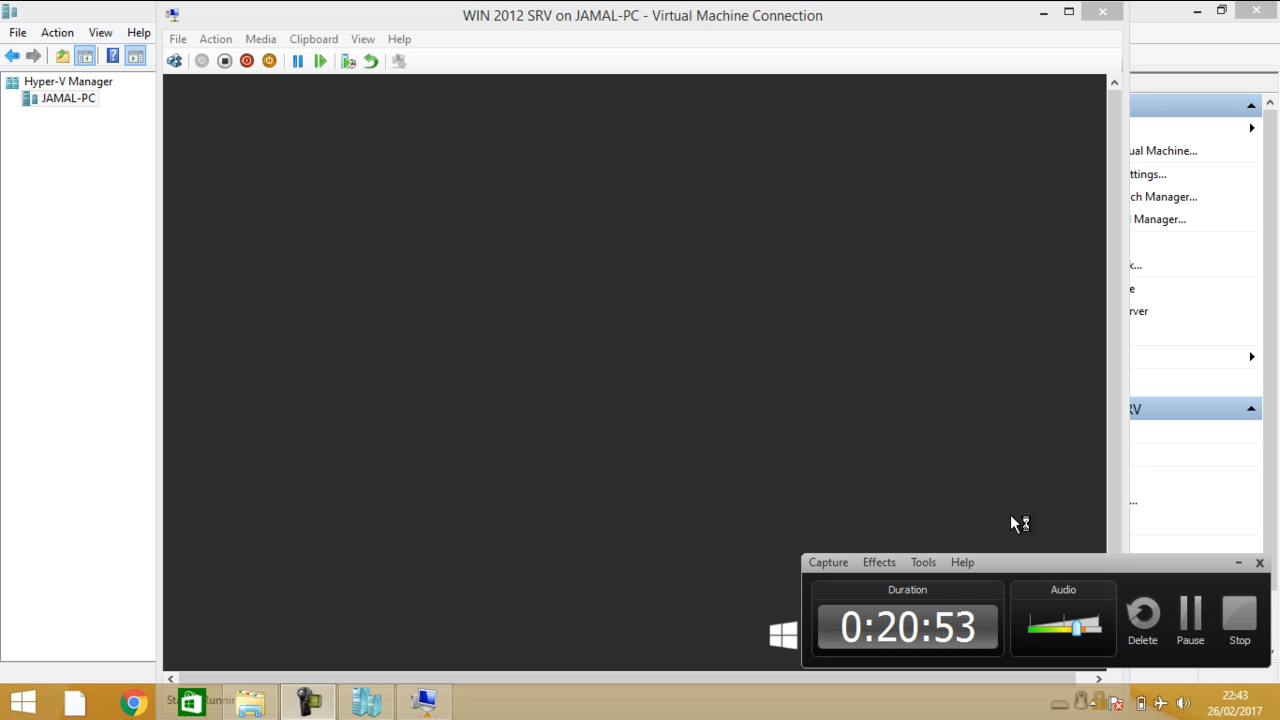 WIN 2012 SRV on JAMAL-PC - Virtual Machine Connection
File Action View Help
File Action Media Clipboard View Help
Hyper-V Manager
JAMAL-PC
ual Machine...
ttings...
ch Manager...
l Manager...
k...
e
rver
RV
...
Capture Effects Tools Help
Duration
Audio
0:20:53
Delete Pause Stop
22:43
26/02/2017